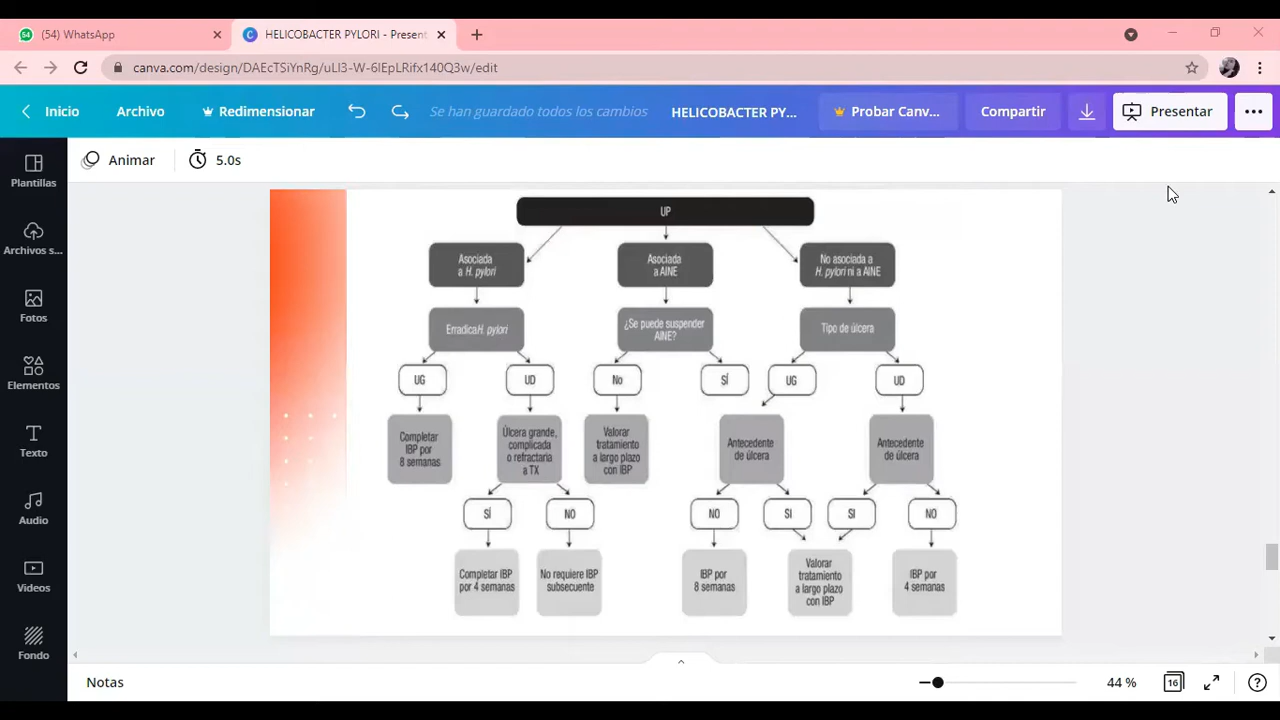 (54) WhatsApp
HELICOBACTER PYLORI - Present
canva.com/design/DAEcTSiYnRg/uLI3-W-6lEpLRifx140Q3w/edit
Inicio
Archivo
Redimensionar
Se han guardado todos los cambios
HELICOBACTER PY...
Probar Canv...
Compartir
Presentar
Animar
5.0s
Plantillas
Archivos s...
Fotos
Elementos
Texto
Audio
Videos
Fondo
UP
Asociada
a H. pylori
Asociada
a AINE
No asociada a
H. pylori ni a AINE
Erradica H. pylori
¿Se puede suspender
AINE?
Tipo de úlcera
UG
UD
No
SÍ
UG
UD
Completar
IBP por
8 semanas
Úlcera grande,
complicada
o refractaria
a TX
Valorar
tratamiento
a largo plazo
con IBP
Antecedente
de úlcera
Antecedente
de úlcera
SÍ
NO
NO
SI
SI
NO
Completar IBP
por 4 semanas
No requiere IBP
subsecuente
IBP por
8 semanas
Valorar
tratamiento
a largo plazo
con IBP
IBP por
4 semanas
Notas
44 %
16